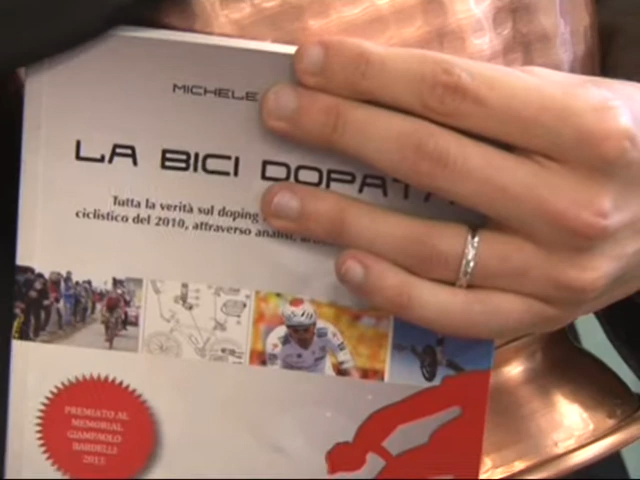 MICHELE
LA BICI DOPATA
Tutta la verità sul doping
ciclistico del 2010, attraverso analisi,
PREMIATO AL
MEMORIAL
GIAMPAOLO
BARDELLI
2011